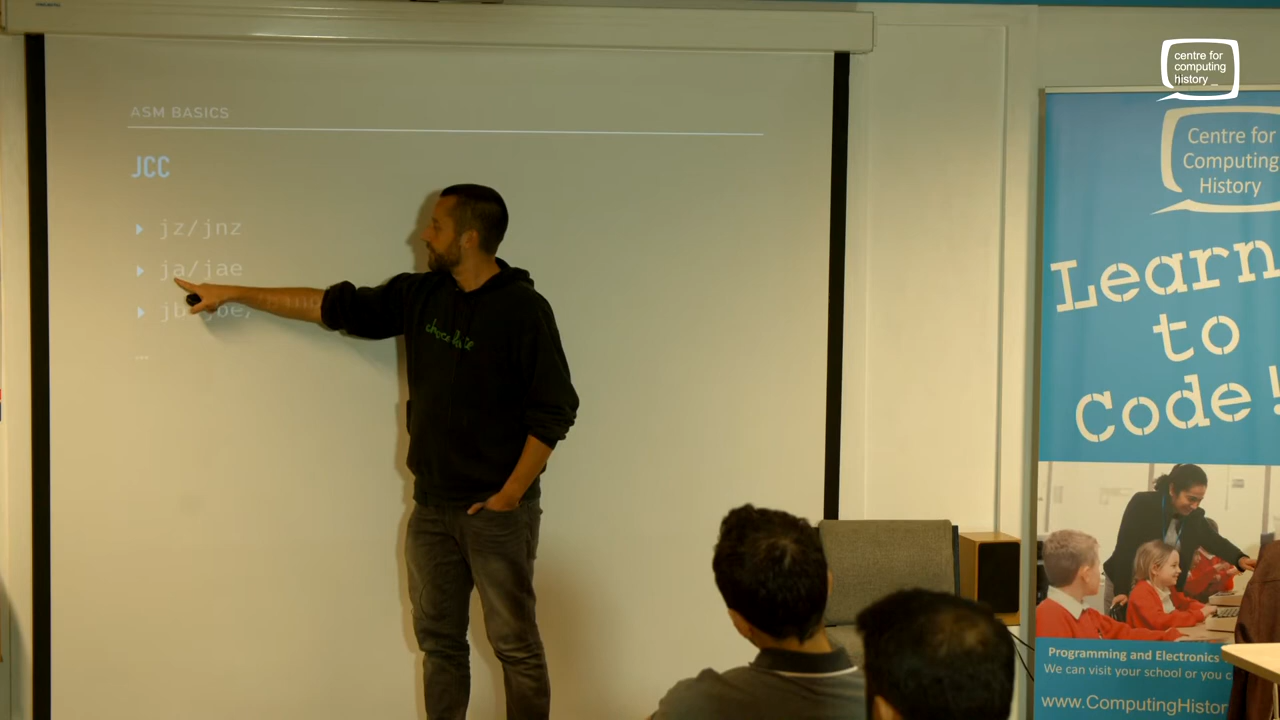 ASM BASICS
JCC
jz/jnz
ja/jae
...
centre for
computing
history _
Centre for
Computing
History
Learn
to
Code!
Programming and Electronics
We can visit your school or you c
www.ComputingHistor